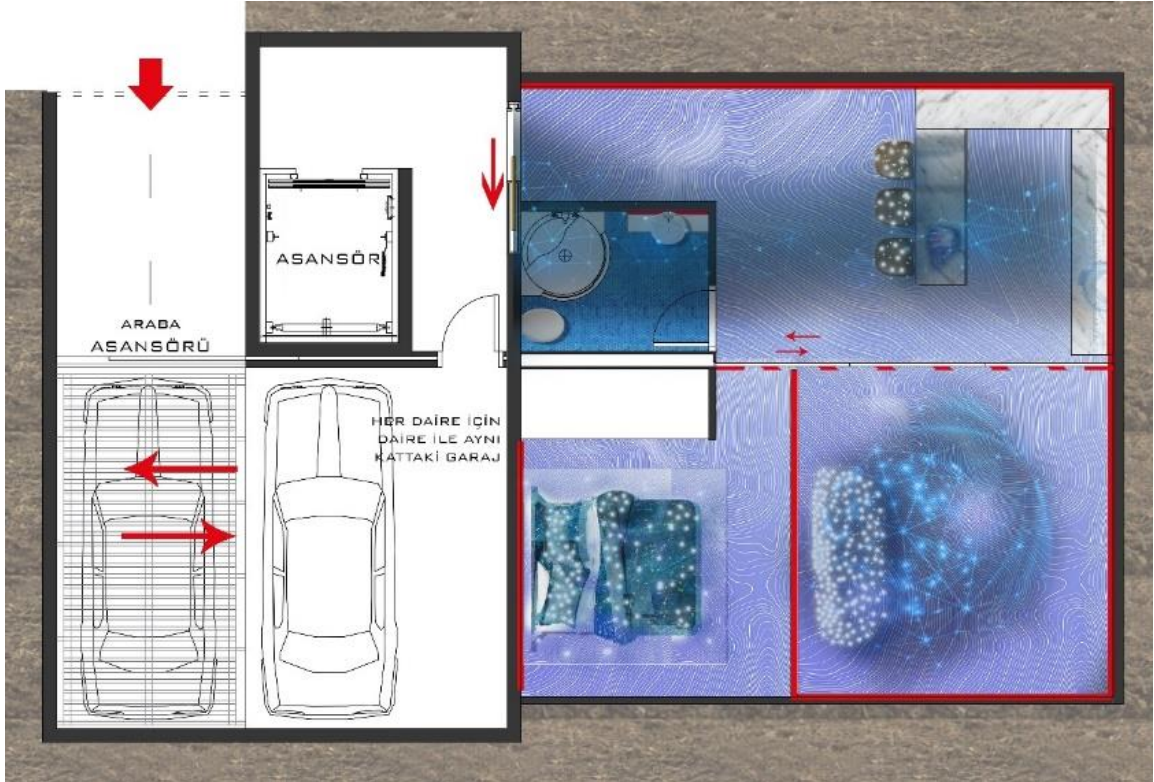 ASANSÖR
ARABA
ASANSÖRÜ
HER DAİRE İÇİN
DAİRE İLE AYNI
KATTAKİ GARAJ